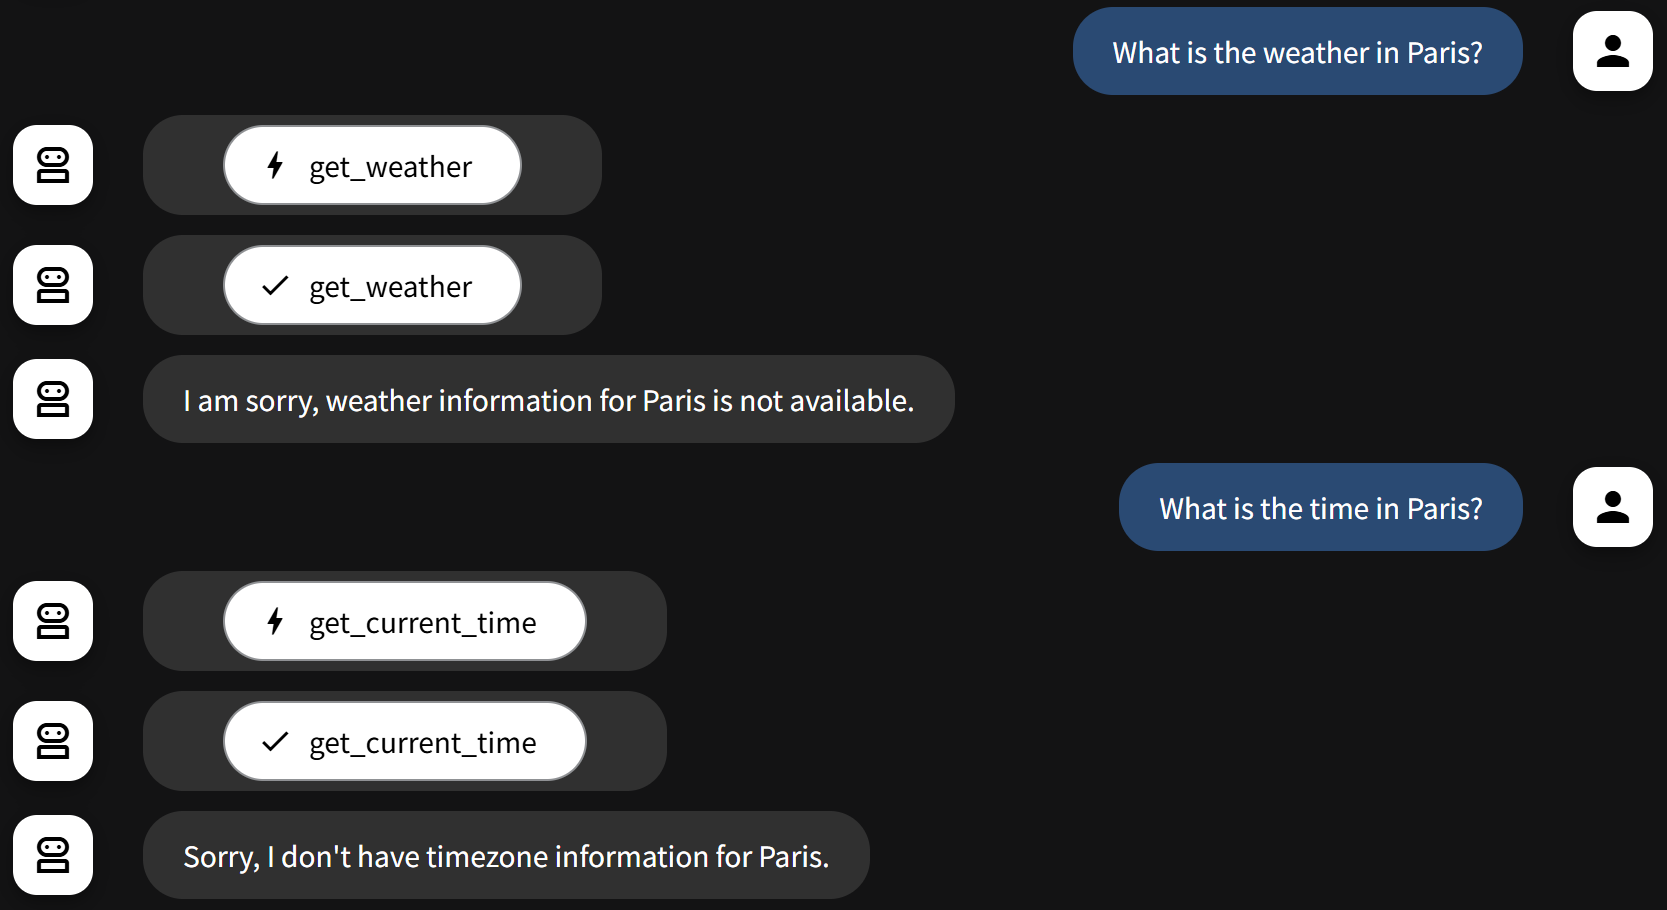 What is the weather in Paris?
get_weather
get_weather
I am sorry, weather information for Paris is not available.
What is the time in Paris?
get_current_time
get_current_time
Sorry, I don't have timezone information for Paris.